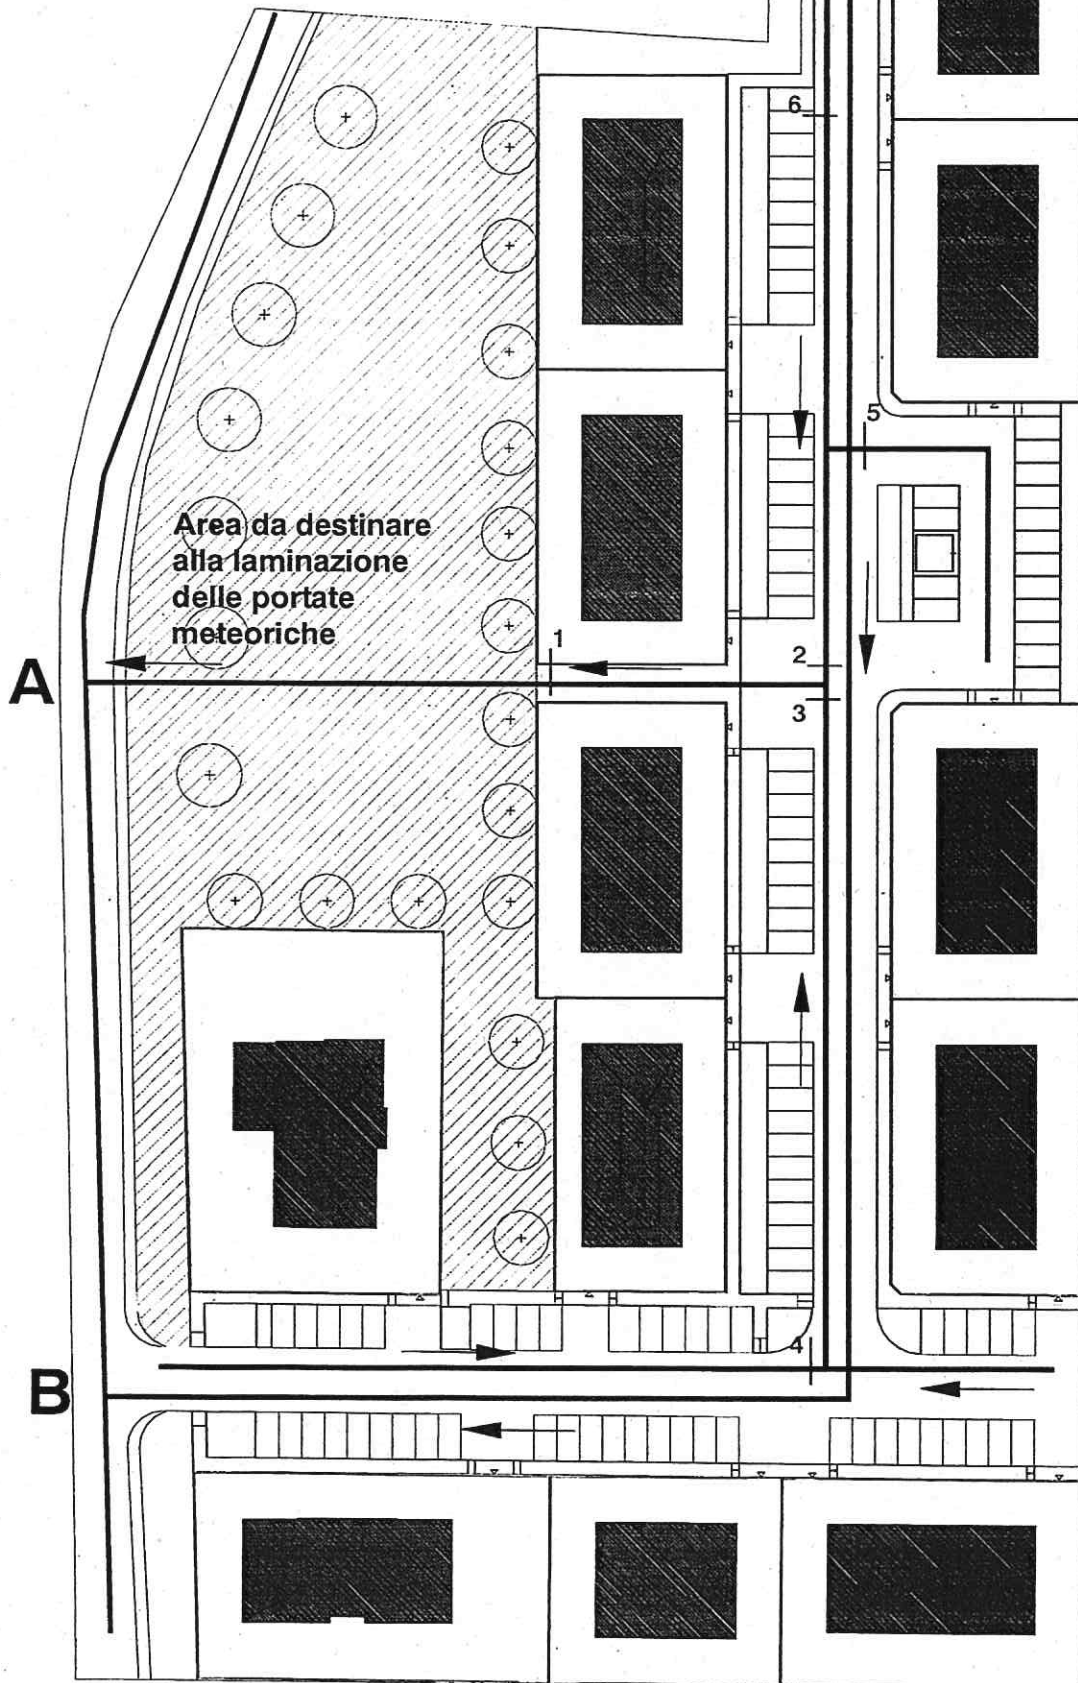 6
5
Area da destinare
alla laminazione
delle portate
meteoriche
1
2
A
3
4
B